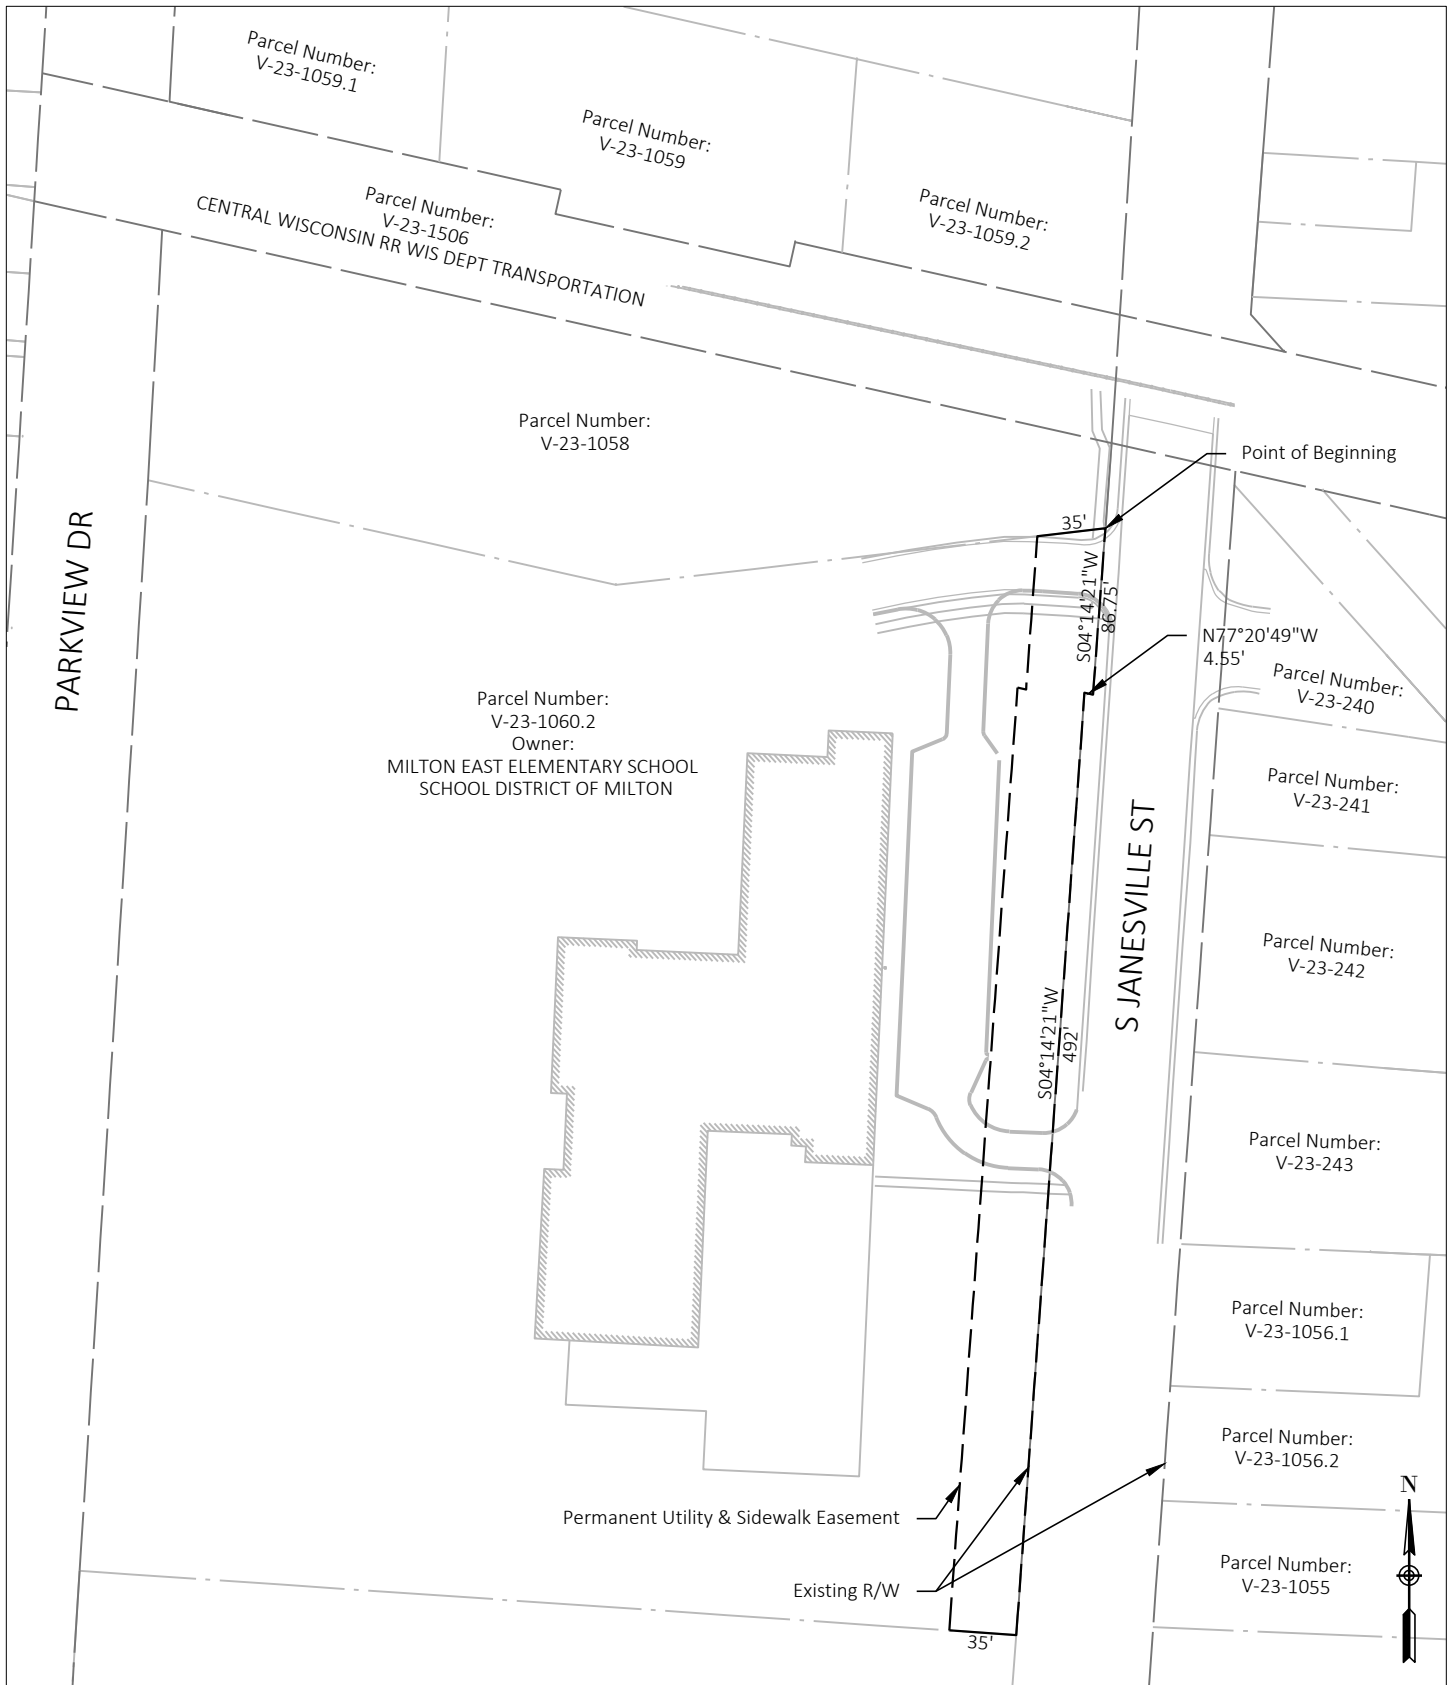 Parcel Number:
V-23-1059.1
Parcel Number:
V-23-1059
Parcel Number:
V-23-1506
CENTRAL WISCONSIN RR WIS DEPT TRANSPORTATION
Parcel Number:
V-23-1059.2
Parcel Number:
V-23-1058
Point of Beginning
35'
S04°14'21"W
86.75'
N77°20'49"W
4.55'
PARKVIEW DR
Parcel Number:
V-23-1060.2
Owner:
MILTON EAST ELEMENTARY SCHOOL
SCHOOL DISTRICT OF MILTON
Parcel Number:
V-23-240
Parcel Number:
V-23-241
S JANESVILLE ST
Parcel Number:
V-23-242
S04°14'21"W
492'
Parcel Number:
V-23-243
Parcel Number:
V-23-1056.1
Parcel Number:
V-23-1056.2
N
Permanent Utility & Sidewalk Easement
Existing R/W
Parcel Number:
V-23-1055
35'